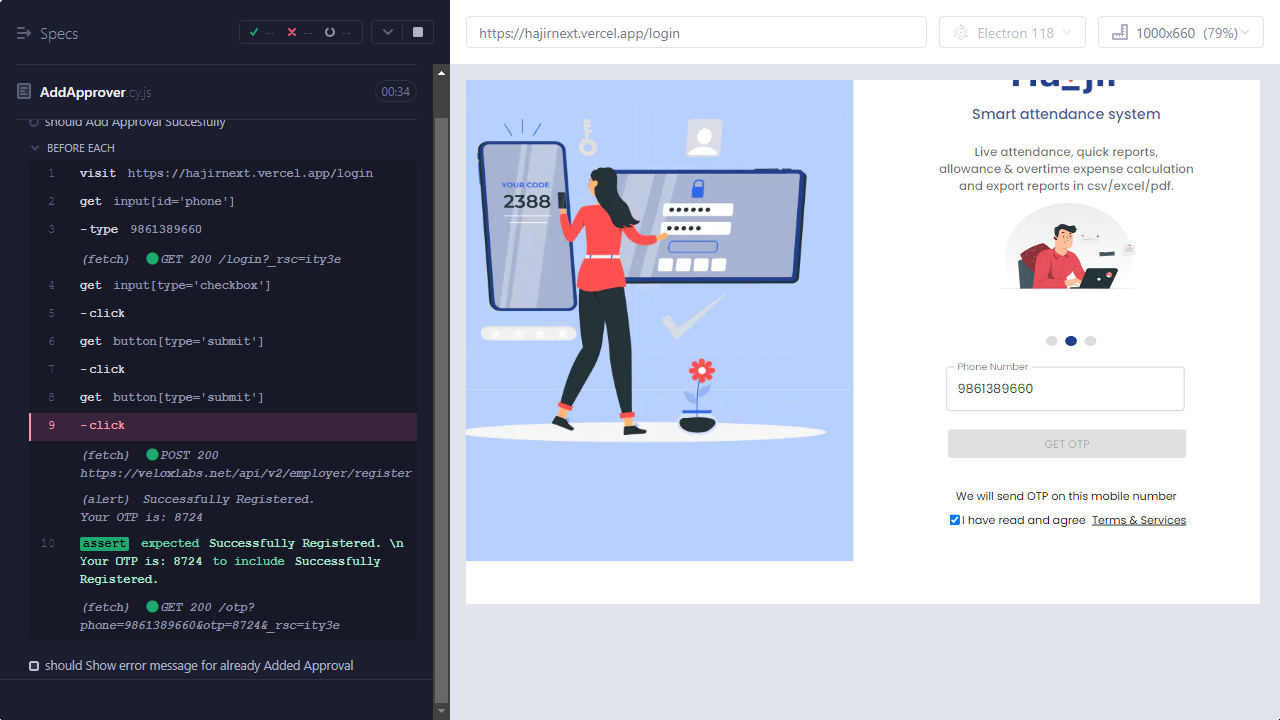 Specs
--
--
--
https://hajirnext.vercel.app/login
Electron 118
1000x660 (79%)
AddApprover.cy.js
00:34
should Add Approval Succesfully
BEFORE EACH
1 visit https://hajirnext.vercel.app/login
2 get input[id='phone']
3 -type 9861389660
(fetch) GET 200 /login?_rsc=ity3e
4 get input[type='checkbox']
5 -click
6 get button[type='submit']
7 -click
8 get button[type='submit']
9 -click
(fetch) POST 200
https://veloxlabs.net/api/v2/employer/register
(alert) Successfully Registered.
Your OTP is: 8724
10 assert expected Successfully Registered. \n
Your OTP is: 8724 to include Successfully
Registered.
(fetch) GET 200 /otp?
phone=9861389660&otp=8724&_rsc=ity3e
should Show error message for already Added Approval
YOUR CODE
2388
Smart attendance system
Live attendance, quick reports,
allowance & overtime expense calculation
and export reports in csv/excel/pdf.
Phone Number
9861389660
GET OTP
We will send OTP on this mobile number
I have read and agree Terms & Services